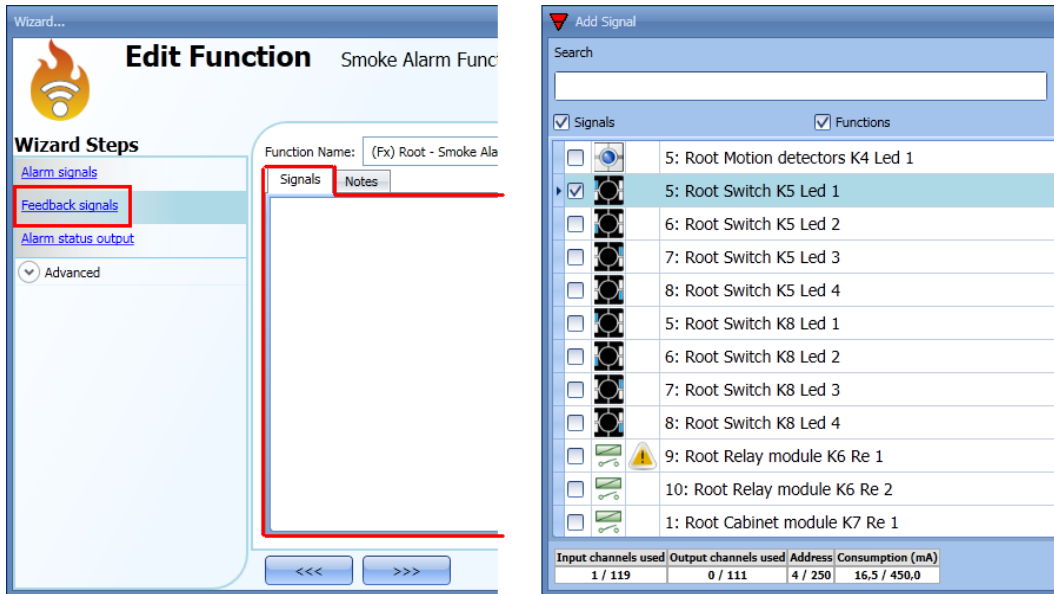 Wizard...
Edit Function Smoke Alarm Func
Wizard Steps
Alarm signals
Feedback signals
Alarm status output
Advanced
Function Name: (Fx) Root - Smoke Ala
Signals Notes
<<< >>>
Add Signal
Search
Signals Functions
5: Root Motion detectors K4 Led 1
5: Root Switch K5 Led 1
6: Root Switch K5 Led 2
7: Root Switch K5 Led 3
8: Root Switch K5 Led 4
5: Root Switch K8 Led 1
6: Root Switch K8 Led 2
7: Root Switch K8 Led 3
8: Root Switch K8 Led 4
9: Root Relay module K6 Re 1
10: Root Relay module K6 Re 2
1: Root Cabinet module K7 Re 1
Input channels used Output channels used Address Consumption (mA)
1 / 119 0 / 111 4 / 250 16,5 / 450,0